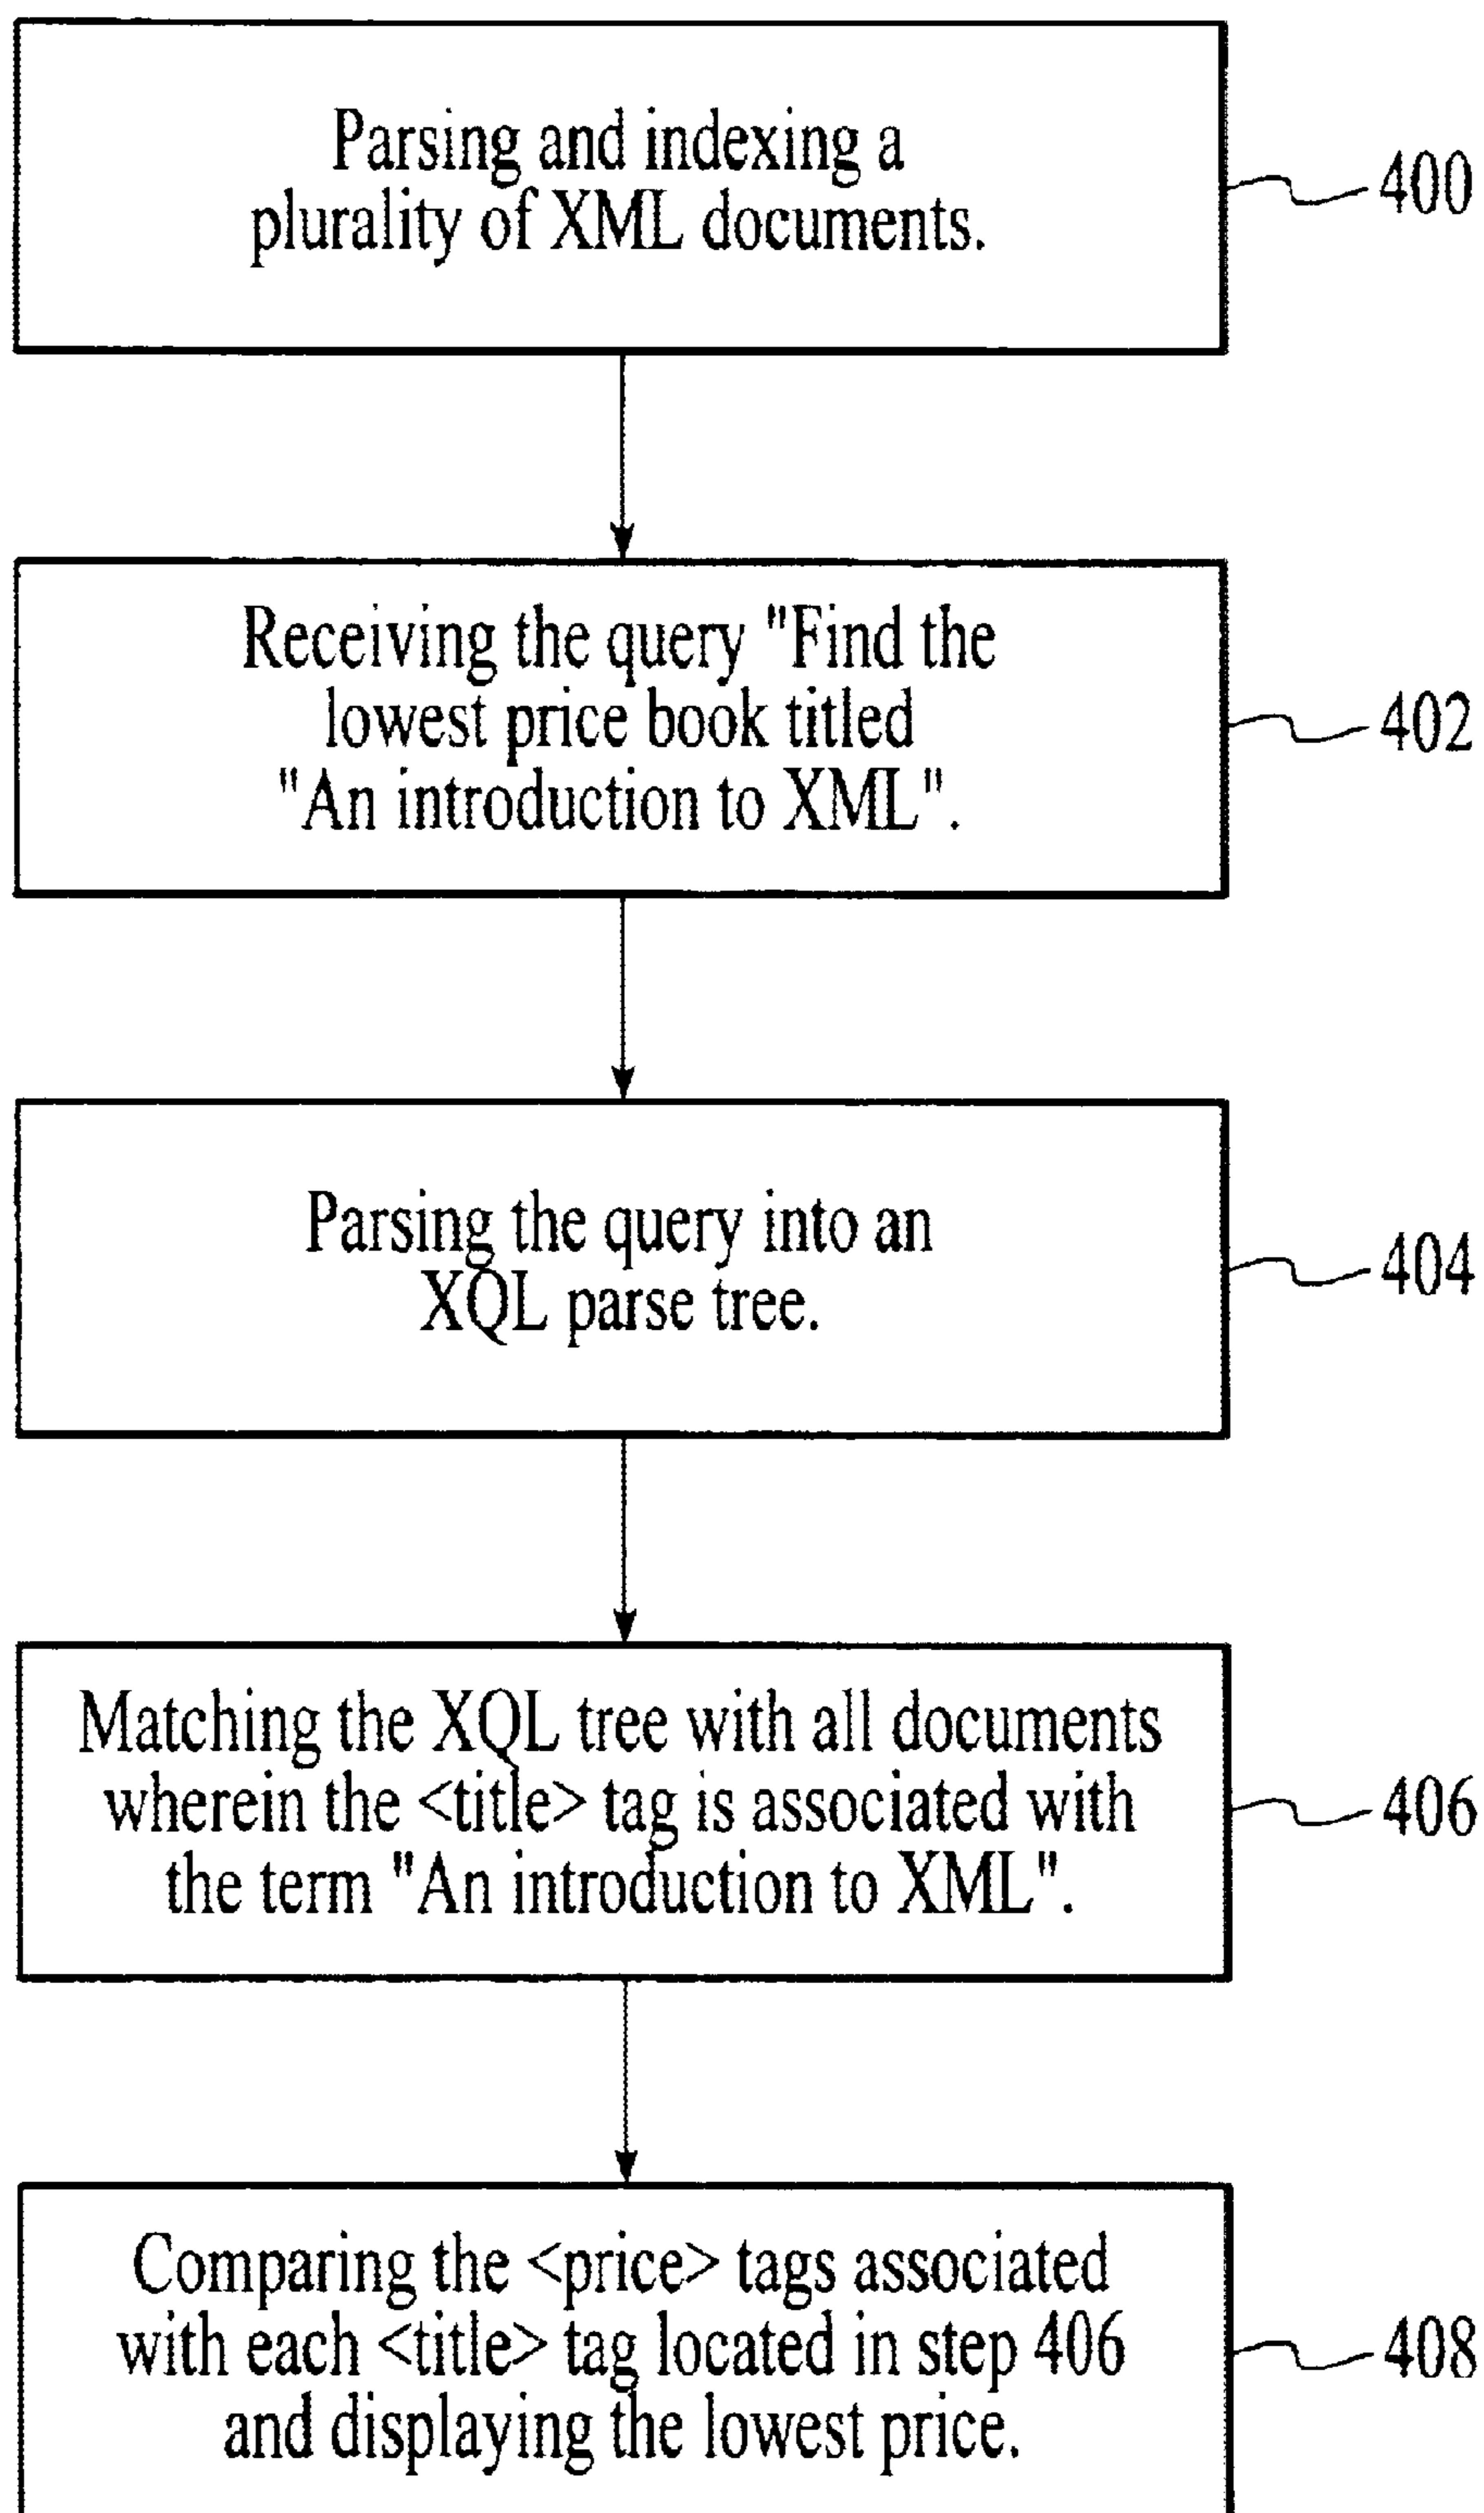 Parsing and indexing a
plurality of XML documents.
400
Receiving the query "Find the
lowest price book titled
"An introduction to XML".
402
Parsing the query into an
XQL parse tree.
404
Matching the XQL tree with all documents
wherein the <title> tag is associated with
the term "An introduction to XML".
406
Comparing the <price> tags associated
with each <title> tag located in step 406
and displaying the lowest price.
408